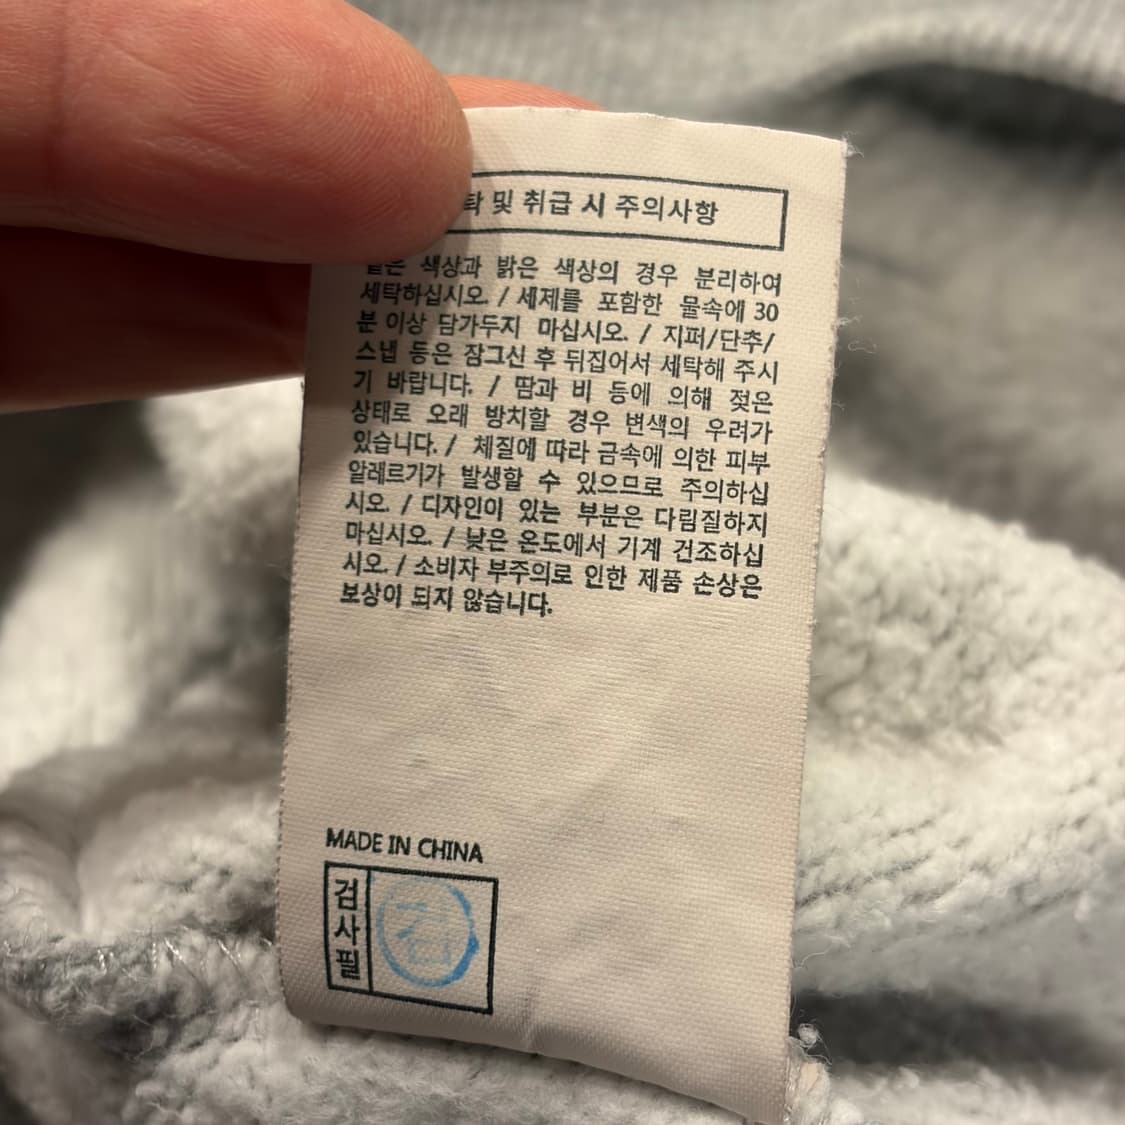 및 취급 시 주의사항
색상과 밝은 색상의 경우 분리하여
세탁하십시오. / 세제를 포함한 물속에 30
분 이상 담가두지 마십시오. / 지퍼/단추/
스냅 등은 잠그신 후 뒤집어서 세탁해 주시
기 바랍니다. / 땀과 비 등에 의해 젖은
상태로 오래 방치할 경우 변색의 우려가
있습니다. / 체질에 따라 금속에 의한 피부
알레르기가 발생할 수 있으므로 주의하십
시오. / 디자인이 있는 부분은 다림질하지
마십시오. / 낮은 온도에서 기계 건조하십
시오. / 소비자 부주의로 인한 제품 손상은
보상이 되지 않습니다.
MADE IN CHINA
검사필
검